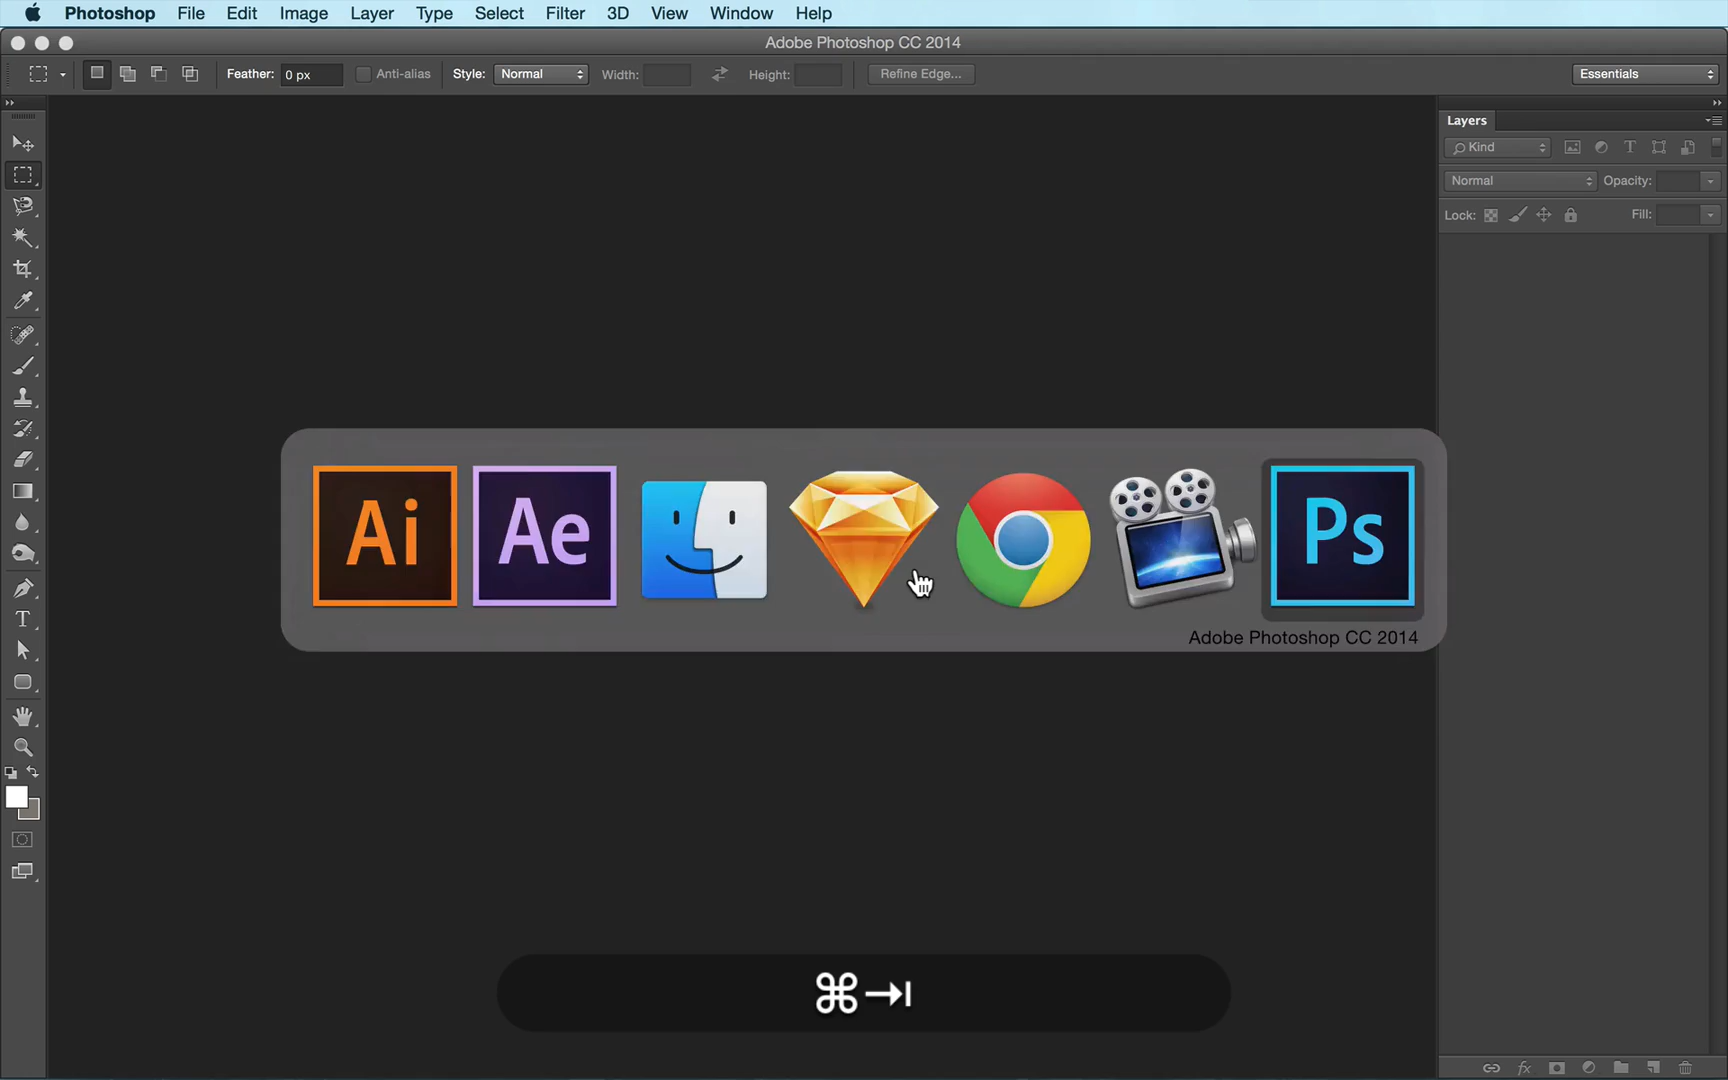 Photoshop File Edit Image Layer Type Select Filter 3D View Window Help
Adobe Photoshop CC 2014
Feather: 0 px Anti-alias Style: Normal Width: Height: Refine Edge... Essentials
Layers
Kind
Normal Opacity:
Lock: Fill:
Ai Ae Ps
Adobe Photoshop CC 2014
⌘⇥